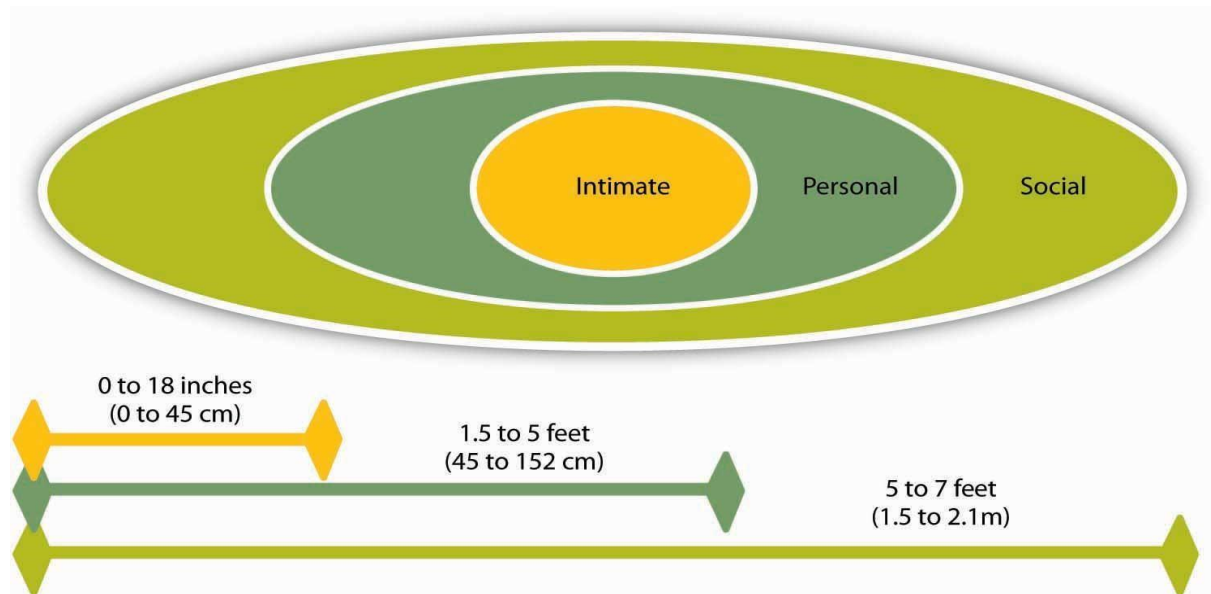 Intimate
Personal
Social
0 to 18 inches
(0 to 45 cm)
1.5 to 5 feet
(45 to 152 cm)
5 to 7 feet
(1.5 to 2.1m)